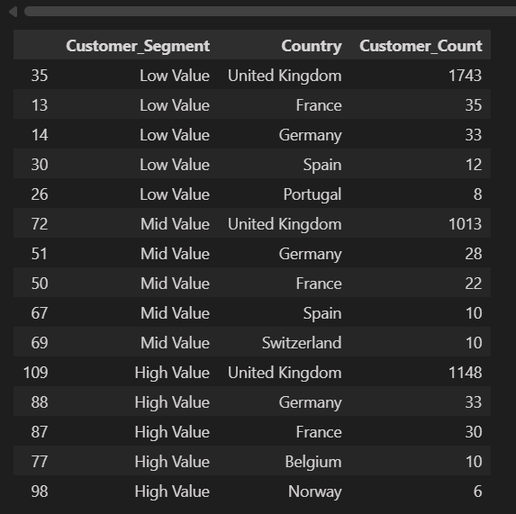 Customer_Segment Country Customer_Count
35 Low Value United Kingdom 1743
13 Low Value France 35
14 Low Value Germany 33
30 Low Value Spain 12
26 Low Value Portugal 8
72 Mid Value United Kingdom 1013
51 Mid Value Germany 28
50 Mid Value France 22
67 Mid Value Spain 10
69 Mid Value Switzerland 10
109 High Value United Kingdom 1148
88 High Value Germany 33
87 High Value France 30
77 High Value Belgium 10
98 High Value Norway 6